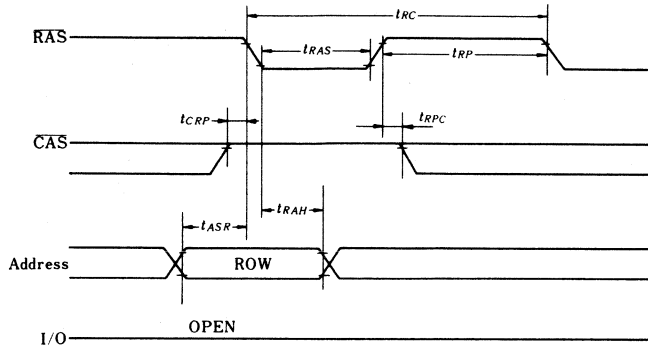 tRC
RAS
tRAS
tRP
tCRP
tRPC
CAS
tRAH
tASR
Address
ROW
OPEN
I/O